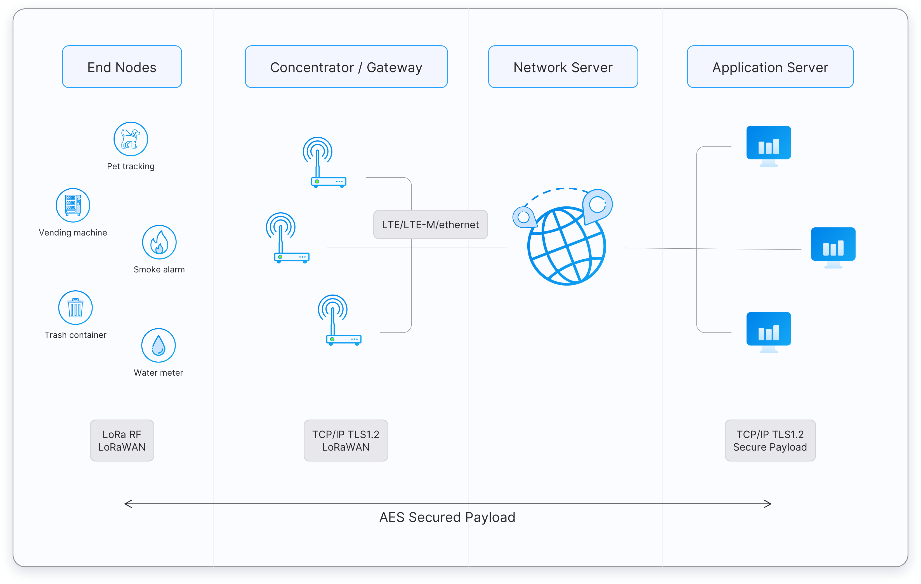 End Nodes
Concentrator / Gateway
Network Server
Application Server
Pet tracking
Vending machine
Smoke alarm
Trash container
Water meter
LTE/LTE-M/ethernet
LoRa RF
LoRaWAN
TCP/IP TLS1.2
LoRaWAN
TCP/IP TLS1.2
Secure Payload
AES Secured Payload